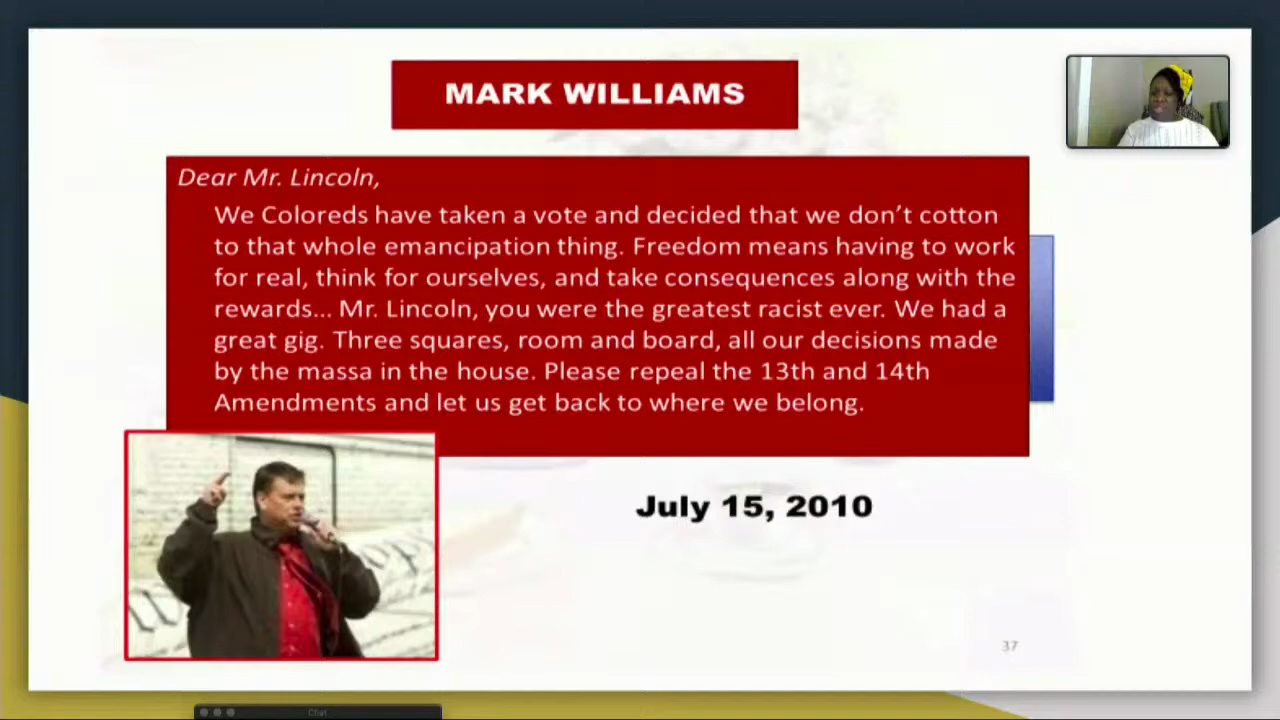 MARK WILLIAMS
Dear Mr. Lincoln,
We Coloreds have taken a vote and decided that we don’t cotton
to that whole emancipation thing. Freedom means having to work
for real, think for ourselves, and take consequences along with the
rewards... Mr. Lincoln, you were the greatest racist ever. We had a
great gig. Three squares, room and board, all our decisions made
by the massa in the house. Please repeal the 13th and 14th
Amendments and let us get back to where we belong.
July 15, 2010
37
Chat